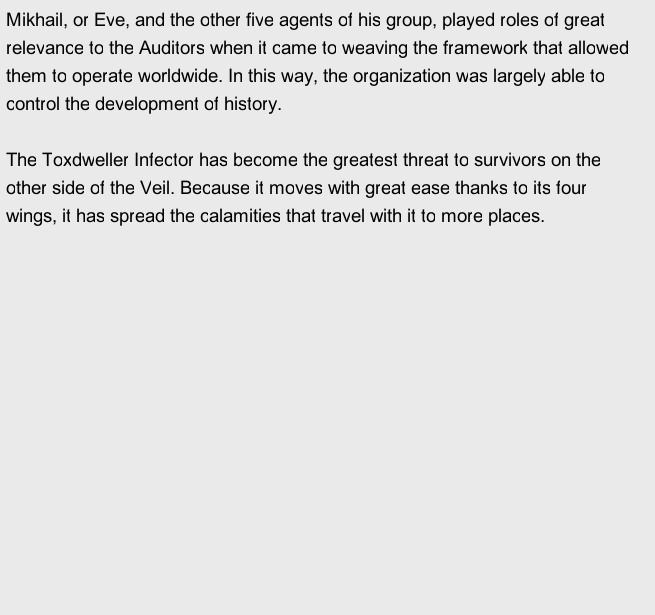 Mikhail, or Eve, and the other five agents of his group, played roles of great
relevance to the Auditors when it came to weaving the framework that allowed
them to operate worldwide. In this way, the organization was largely able to
control the development of history.
The Toxdweller Infector has become the greatest threat to survivors on the
other side of the Veil. Because it moves with great ease thanks to its four
wings, it has spread the calamities that travel with it to more places.